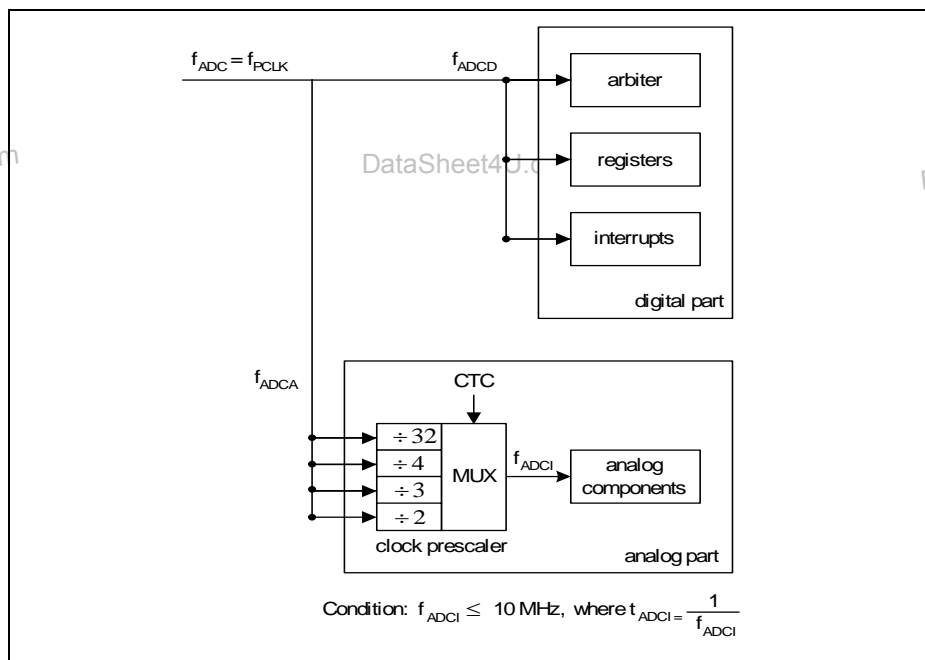 f_ADC = f_PCLK
f_ADCD
arbiter
registers
interrupts
digital part
DataSheet4U.c
m
f_ADCA
CTC
÷ 32
÷ 4
÷ 3
÷ 2
MUX
f_ADCI
analog
components
clock prescaler
analog part
Condition: f_ADCI ≤ 10 MHz, where t_ADCI = 1 / f_ADCI